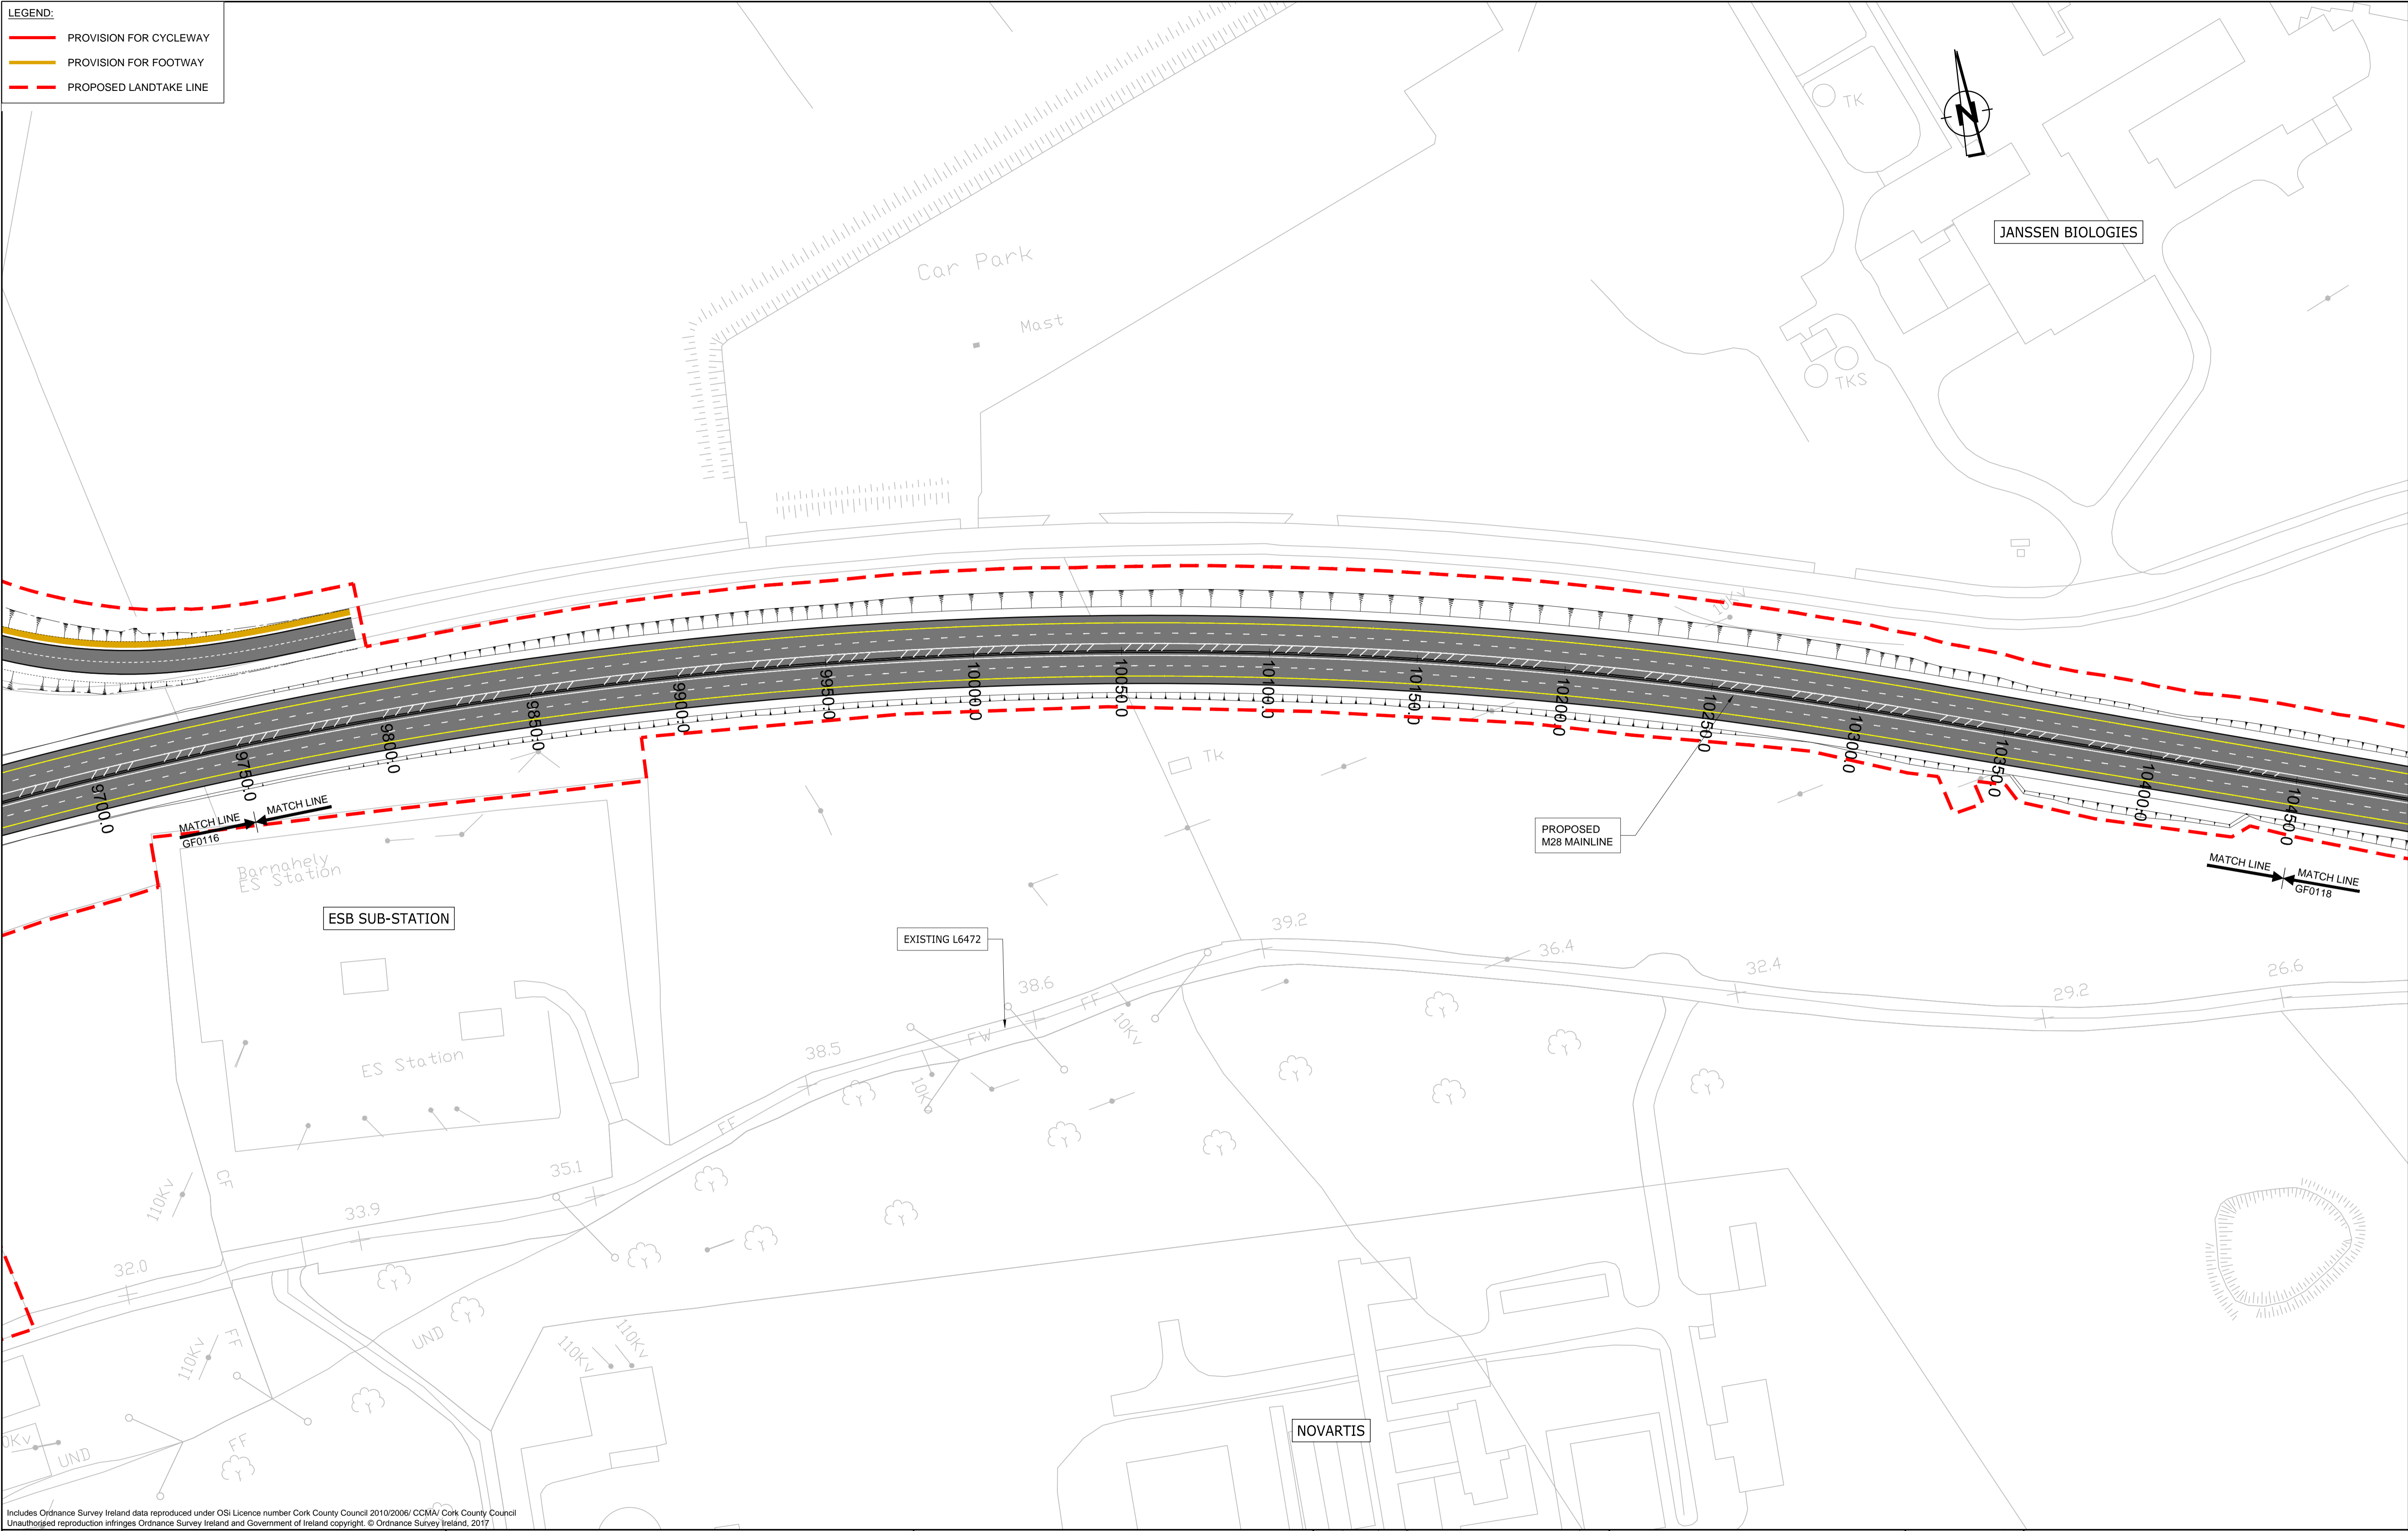 LEGEND:
PROVISION FOR CYCLEWAY
PROVISION FOR FOOTWAY
PROPOSED LANDTAKE LINE
N
TK
JANSSEN BIOLOGIES
Car Park
Mast
TKS
10Kv
9700.0
9750.0
9800.0
9850.0
9900.0
9950.0
10000.0
10050.0
10100.0
10150.0
10200.0
10250.0
10300.0
10350.0
10400.0
10450.0
MATCH LINE
MATCH LINE
GF0116
Tk
PROPOSED
M28 MAINLINE
MATCH LINE
MATCH LINE
GF0118
Barnahely
ES Station
ESB SUB-STATION
EXISTING L6472
39.2
36.4
32.4
29.2
26.6
38.6
FF
10Kv
FW
38.5
10K
ES Station
FF
35.1
CF
110Kv
33.9
32.0
FF
110Kv
UND
110Kv
110Kv
NOVARTIS
FF
0Kv
UND
Includes Ordnance Survey Ireland data reproduced under OSi Licence number Cork County Council 2010/2006/ CCMA/ Cork County Council
Unauthorised reproduction infringes Ordnance Survey Ireland and Government of Ireland copyright. © Ordnance Survey Ireland, 2017